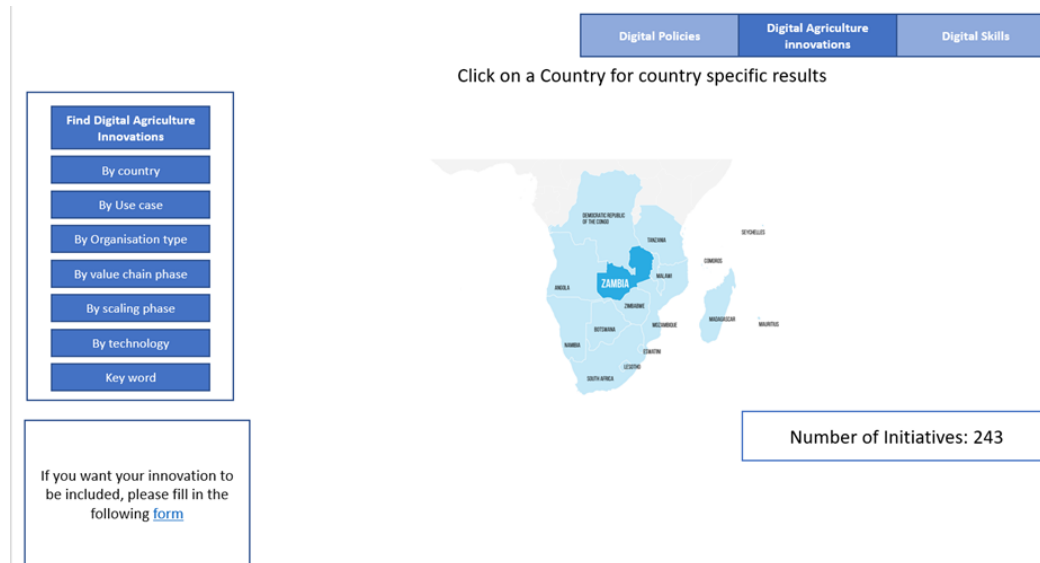 Digital Policies
Digital Agriculture
innovations
Digital Skills
Click on a Country for country specific results
Find Digital Agriculture
Innovations
By country
By Use case
By Organisation type
By value chain phase
By scaling phase
By technology
Key word
DEMOCRATIC REPUBLIC
OF THE CONGO
TANZANIA
SEYCHELLES
COMOROS
ZAMBIA
MALAWI
ANGOLA
ZIMBABWE
MOZAMBIQUE
MADAGASCAR
MAURITIUS
BOTSWANA
NAMIBIA
ESWATINI
LESOTHO
SOUTH AFRICA
Number of Initiatives: 243
If you want your innovation to
be included, please fill in the
following form